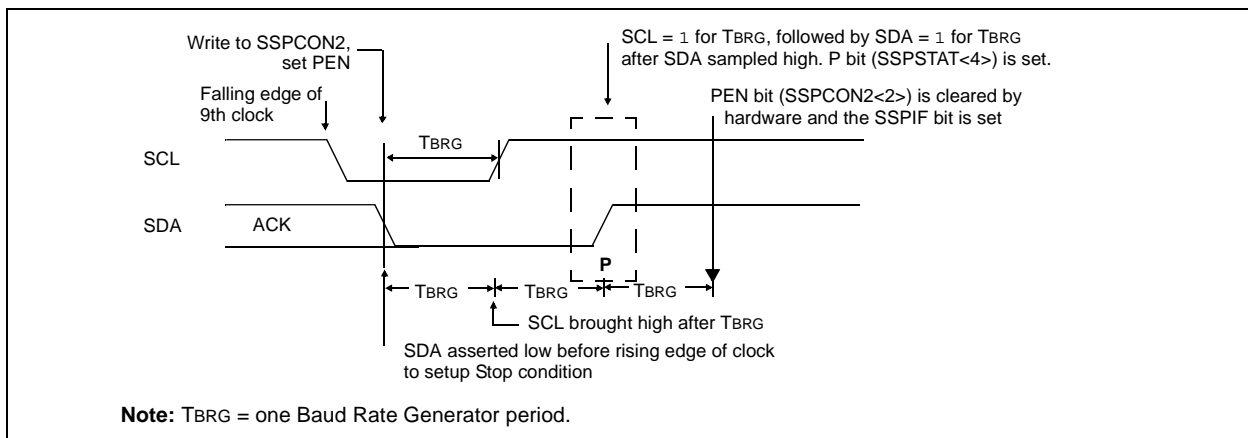 Write to SSPCON2,
set PEN
SCL = 1 for TBRG, followed by SDA = 1 for TBRG
after SDA sampled high. P bit (SSPSTAT<4>) is set.
Falling edge of
9th clock
PEN bit (SSPCON2<2>) is cleared by
hardware and the SSPIF bit is set
SCL
TBRG
SDA
ACK
P
TBRG
TBRG
TBRG
SCL brought high after TBRG
SDA asserted low before rising edge of clock
to setup Stop condition
Note: TBRG = one Baud Rate Generator period.